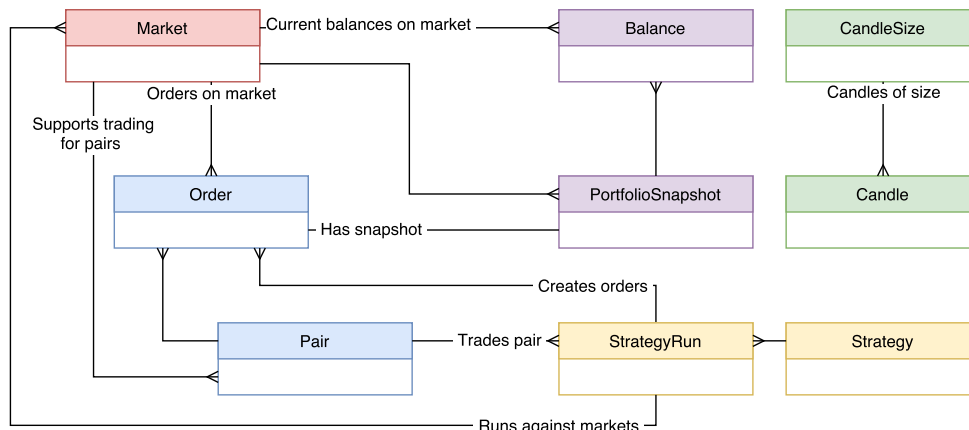 Market
Current balances on market
Balance
CandleSize
Orders on market
Candles of size
Supports trading
for pairs
Order
PortfolioSnapshot
Candle
Has snapshot
Creates orders
Pair
Trades pair
StrategyRun
Strategy
Runs against markets